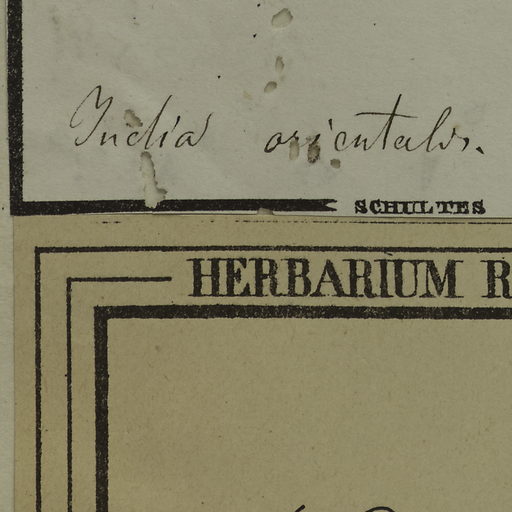 India orientalis.
SCHULTES
HERBARIUM R